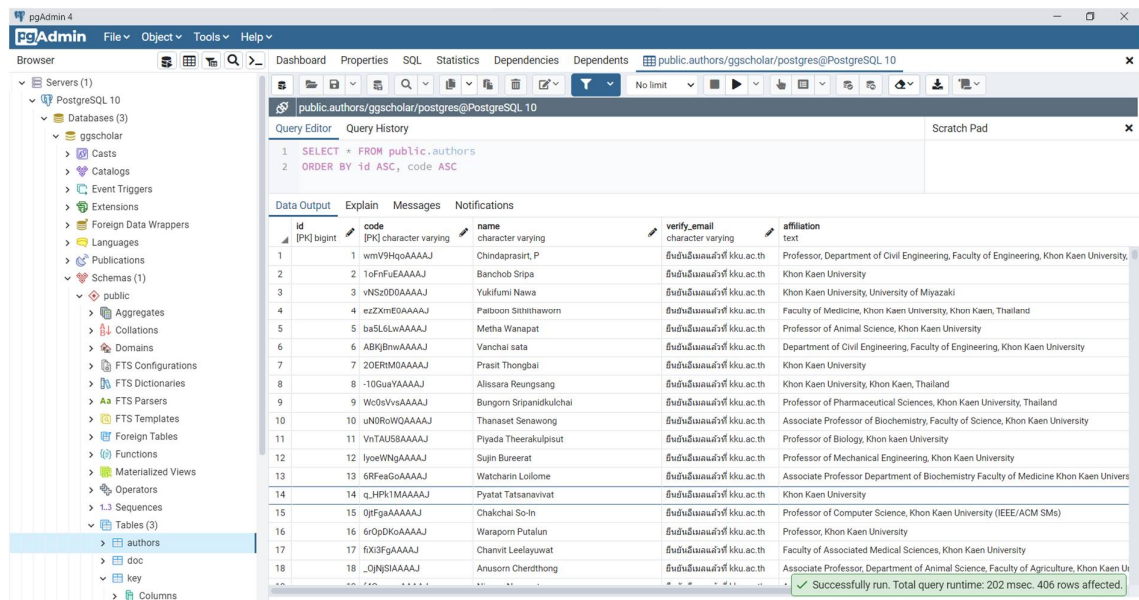 pgAdmin 4
pgAdmin File Object Tools Help
Browser
Dashboard Properties SQL Statistics Dependencies Dependents public.authors/ggscholar/postgres@PostgreSQL 10
Servers (1)
PostgreSQL 10
Databases (3)
ggscholar
Casts
Catalogs
Event Triggers
Extensions
Foreign Data Wrappers
Languages
Publications
Schemas (1)
public
Aggregates
Collations
Domains
FTS Configurations
FTS Dictionaries
FTS Parsers
FTS Templates
Foreign Tables
Functions
Materialized Views
Operators
1..3 Sequences
Tables (3)
authors
doc
key
Columns
No limit
public.authors/ggscholar/postgres@PostgreSQL 10
Query Editor Query History
Scratch Pad
1 SELECT * FROM public.authors
2 ORDER BY id ASC, code ASC
Data Output Explain Messages Notifications
id code name verify_email affiliation
[PK] bigint [PK] character varying character varying character varying text
1 1 wmV9HqoAAAAJ Chindaprasirt, P ยืนยันอีเมลแล้วที่ kku.ac.th Professor, Department of Civil Engineering, Faculty of Engineering, Khon Kaen University,
2 2 1oFnFuEAAAAJ Banchob Sripa ยืนยันอีเมลแล้วที่ kku.ac.th Khon Kaen University
3 3 vNSz0D0AAAAJ Yukifumi Nawa ยืนยันอีเมลแล้วที่ kku.ac.th Khon Kaen University, University of Miyazaki
4 4 ezZXmE0AAAAJ Paiboon Sithithaworn ยืนยันอีเมลแล้วที่ kku.ac.th Faculty of Medicine, Khon Kaen University, Khon Kaen, Thailand
5 5 ba5L6LwAAAAJ Metha Wanapat ยืนยันอีเมลแล้วที่ kku.ac.th Professor of Animal Science, Khon Kaen University
6 6 ABKjBnwAAAAJ Vanchai sata ยืนยันอีเมลแล้วที่ kku.ac.th Department of Civil Engineering, Faculty of Engineering, Khon Kaen University
7 7 2OERtM0AAAAJ Prasit Thongbai ยืนยันอีเมลแล้วที่ kku.ac.th Khon Kaen University
8 8 -10GuaYAAAAJ Alissara Reungsang ยืนยันอีเมลแล้วที่ kku.ac.th Khon Kaen University, Khon Kaen, Thailand
9 9 Wc0sVvsAAAAJ Bungorn Sripanidkulchai ยืนยันอีเมลแล้วที่ kku.ac.th Professor of Pharmaceutical Sciences, Khon Kaen University, Thailand
10 10 uN0RoWQAAAAJ Thanaset Senawong ยืนยันอีเมลแล้วที่ kku.ac.th Associate Professor of Biochemistry, Faculty of Science, Khon Kaen University
11 11 VnTAU58AAAAJ Piyada Theerakulpisut ยืนยันอีเมลแล้วที่ kku.ac.th Professor of Biology, Khon kaen University
12 12 lyoeWNgAAAAJ Sujin Bureerat ยืนยันอีเมลแล้วที่ kku.ac.th Professor of Mechanical Engineering, Khon Kaen University
13 13 6RFeaGoAAAAJ Watcharin Loilome ยืนยันอีเมลแล้วที่ kku.ac.th Associate Professor Department of Biochemistry Faculty of Medicine Khon Kaen Univers
14 14 q_HPk1MAAAAJ Pyatat Tatsanavivat ยืนยันอีเมลแล้วที่ kku.ac.th Khon Kaen University
15 15 0jtFgaAAAAAJ Chakchai So-In ยืนยันอีเมลแล้วที่ kku.ac.th Professor of Computer Science, Khon Kaen University (IEEE/ACM SMs)
16 16 6rOpDKoAAAAJ Waraporn Putalun ยืนยันอีเมลแล้วที่ kku.ac.th Professor, Khon Kaen University
17 17 fiXi3FgAAAAJ Chanvit Leelayuwat ยืนยันอีเมลแล้วที่ kku.ac.th Faculty of Associated Medical Sciences, Khon Kaen University
18 18 _OjNjSIAAAAJ Anusorn Cherdthong ยืนยันอีเมลแล้วที่ kku.ac.th Associate Professor, Department of Animal Science, Faculty of Agriculture, Khon Kaen Un
Successfully run. Total query runtime: 202 msec. 406 rows affected.